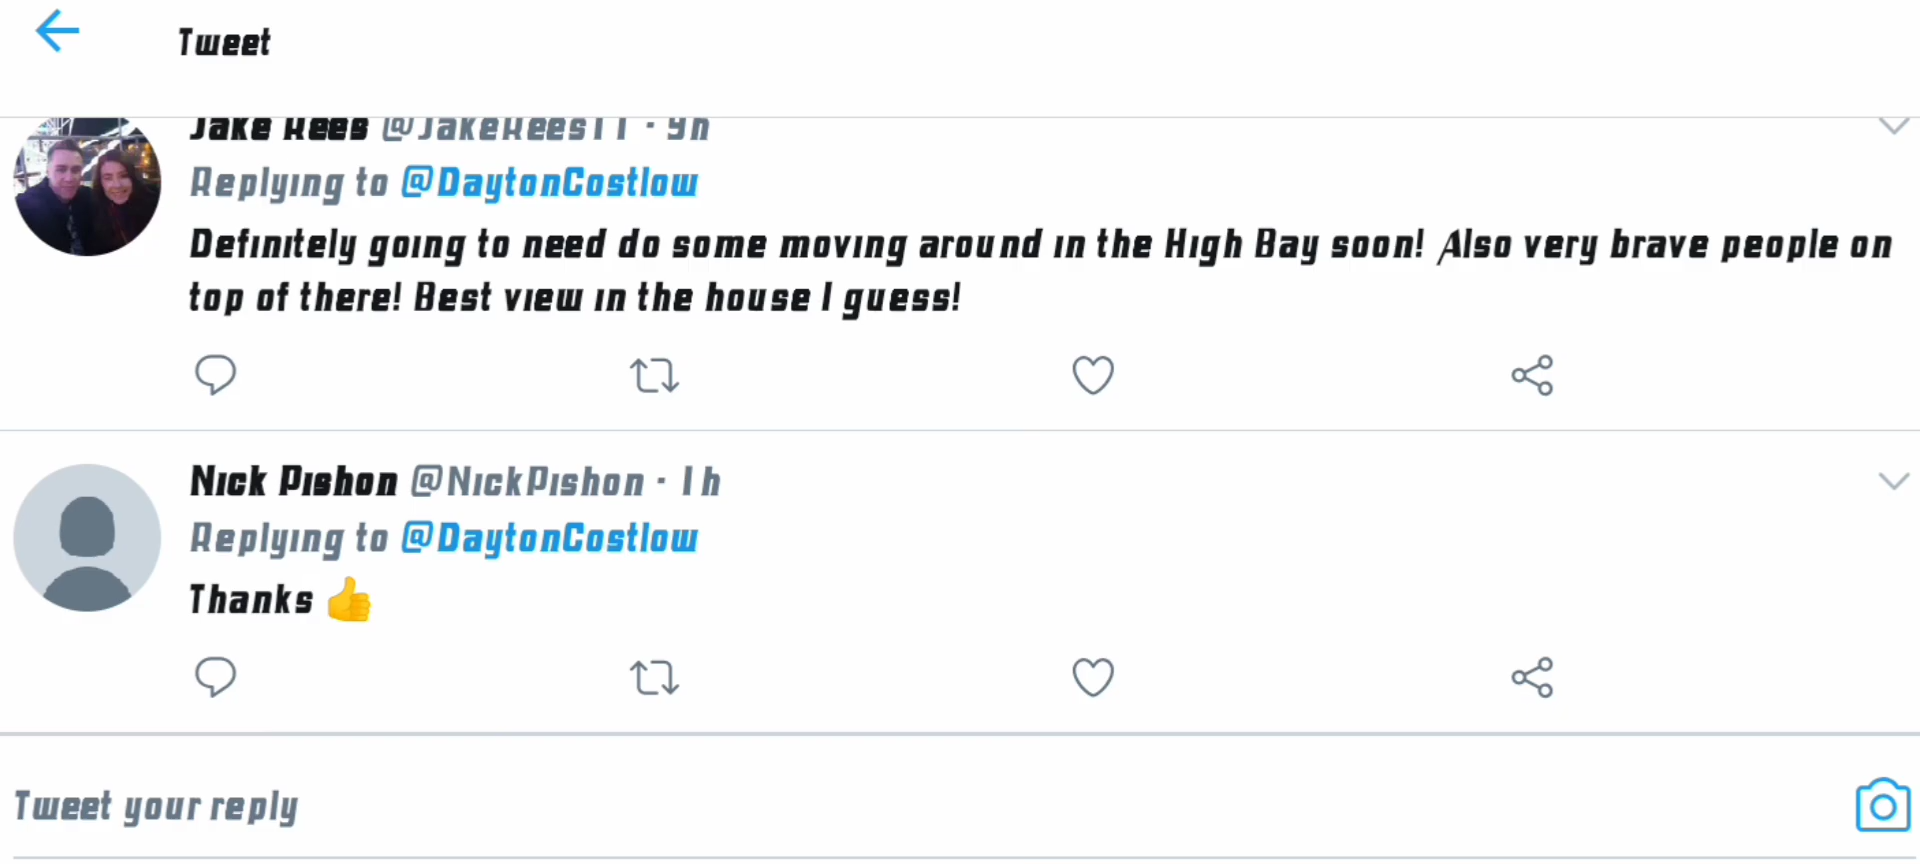 Tweet
Jake Rees @JakeRees11 · 9h
Replying to @DaytonCostlow
Definitely going to need do some moving around in the High Bay soon! Also very brave people on
top of there! Best view in the house I guess!
Nick Pishon @NickPishon · 1h
Replying to @DaytonCostlow
Thanks 👍
Tweet your reply